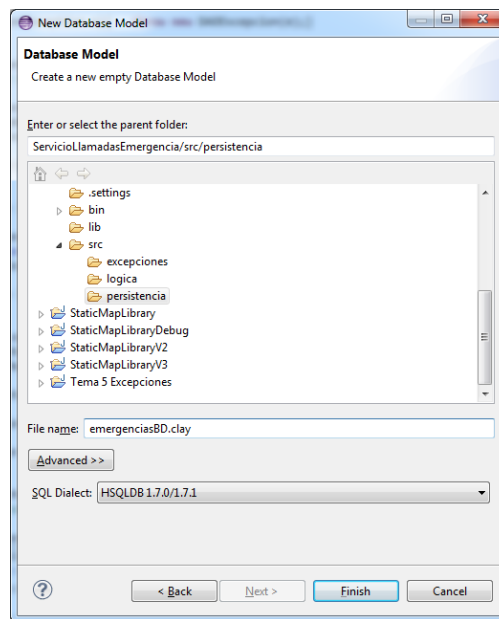 New Database Model
Database Model
Create a new empty Database Model
Enter or select the parent folder:
ServicioLlamadasEmergencia/src/persistencia
.settings
bin
lib
src
excepciones
logica
persistencia
StaticMapLibrary
StaticMapLibraryDebug
StaticMapLibraryV2
StaticMapLibraryV3
Tema 5 Excepciones
File name: emergenciasBD.clay
Advanced >>
SQL Dialect: HSQLDB 1.7.0/1.7.1
? < Back Next > Finish Cancel